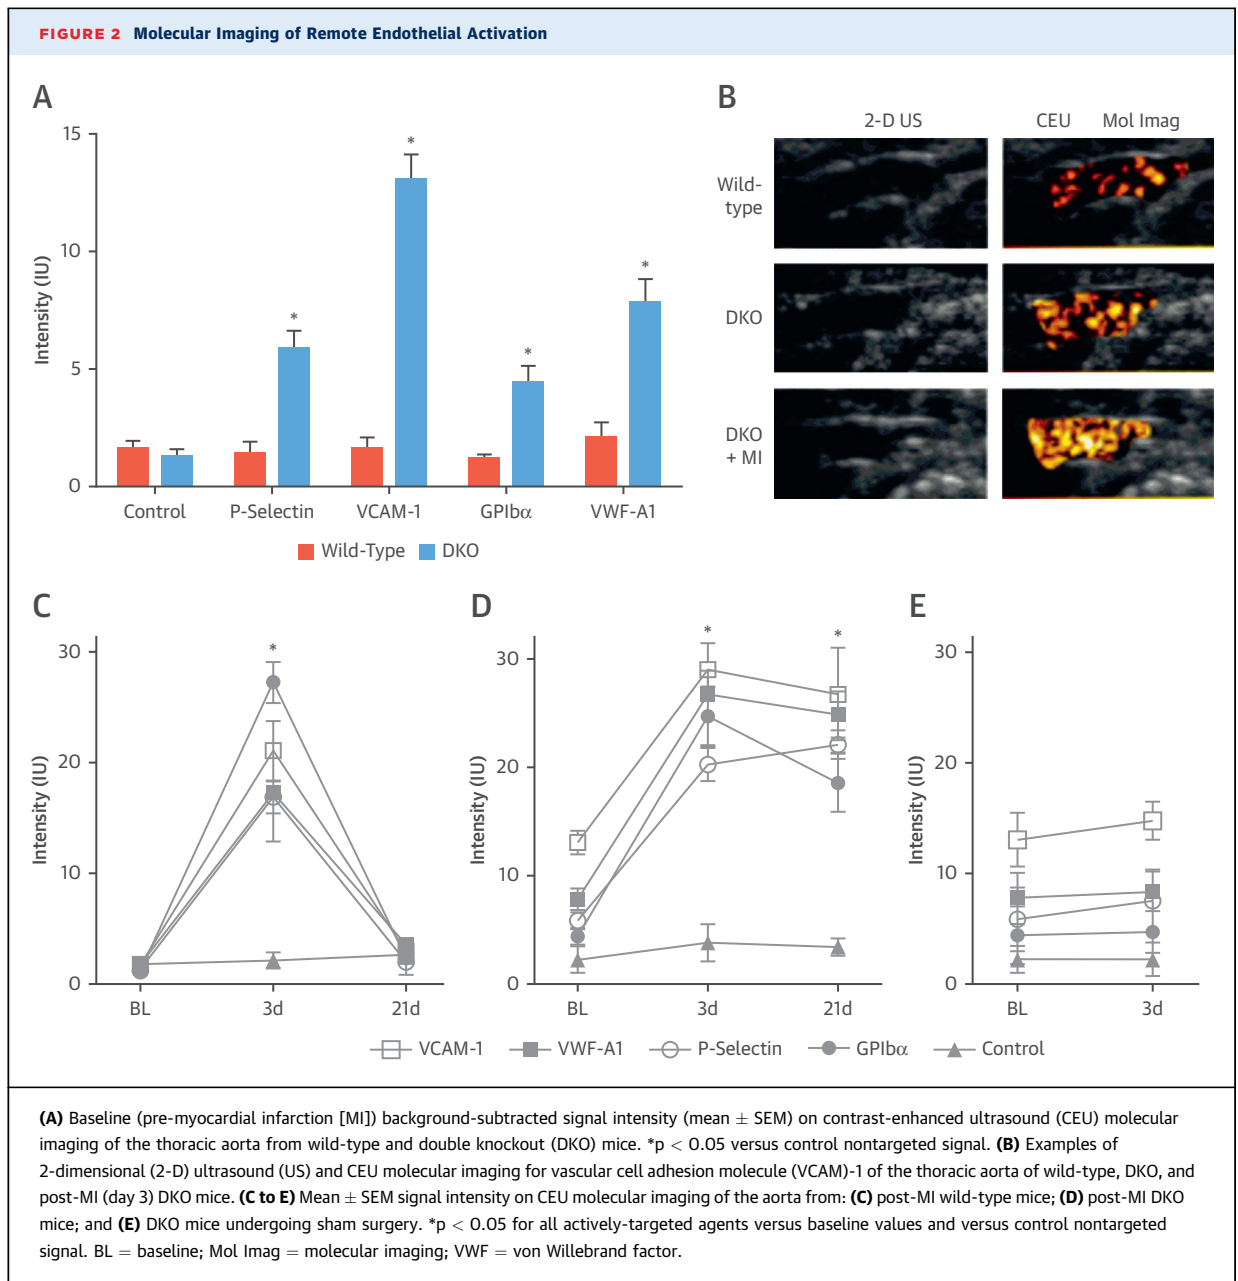 FIGURE 2 Molecular Imaging of Remote Endothelial Activation
A
15
10
5
0
Intensity (IU)
*
*
*
*
Control P-Selectin VCAM-1 GPIbα VWF-A1
Wild-Type DKO
B
2-D US CEU Mol Imag
Wild-
type
DKO
DKO
+ MI
C
30
20
10
0
Intensity (IU)
*
BL 3d 21d
D
30
20
10
0
Intensity (IU)
* *
BL 3d 21d
E
30
20
10
0
Intensity (IU)
BL 3d
VCAM-1 VWF-A1 P-Selectin GPIbα Control
(A) Baseline (pre-myocardial infarction [MI]) background-subtracted signal intensity (mean ± SEM) on contrast-enhanced ultrasound (CEU) molecular
imaging of the thoracic aorta from wild-type and double knockout (DKO) mice. *p < 0.05 versus control nontargeted signal. (B) Examples of
2-dimensional (2-D) ultrasound (US) and CEU molecular imaging for vascular cell adhesion molecule (VCAM)-1 of the thoracic aorta of wild-type, DKO, and
post-MI (day 3) DKO mice. (C to E) Mean ± SEM signal intensity on CEU molecular imaging of the aorta from: (C) post-MI wild-type mice; (D) post-MI DKO
mice; and (E) DKO mice undergoing sham surgery. *p < 0.05 for all actively-targeted agents versus baseline values and versus control nontargeted
signal. BL = baseline; Mol Imag = molecular imaging; VWF = von Willebrand factor.